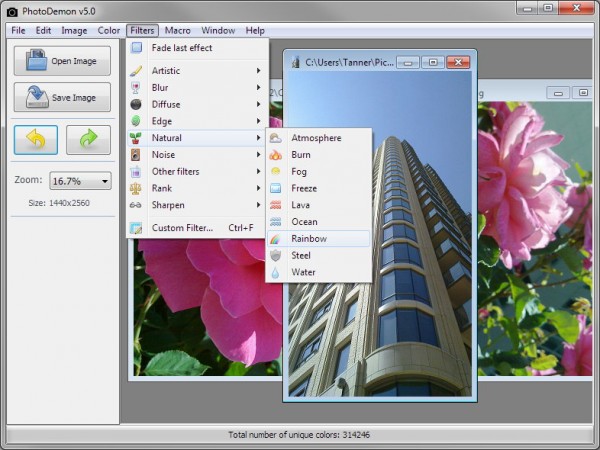 PhotoDemon v5.0
File Edit Image Color Filters Macro Window Help
Open Image
Save Image
Zoom: 16.7%
Size: 1440x2560
Fade last effect
Artistic
Blur
Diffuse
Edge
Natural
Noise
Other filters
Rank
Sharpen
Custom Filter... Ctrl+F
Atmosphere
Burn
Fog
Freeze
Lava
Ocean
Rainbow
Steel
Water
C:\Users\Tanner\Pic...
Total number of unique colors: 314246